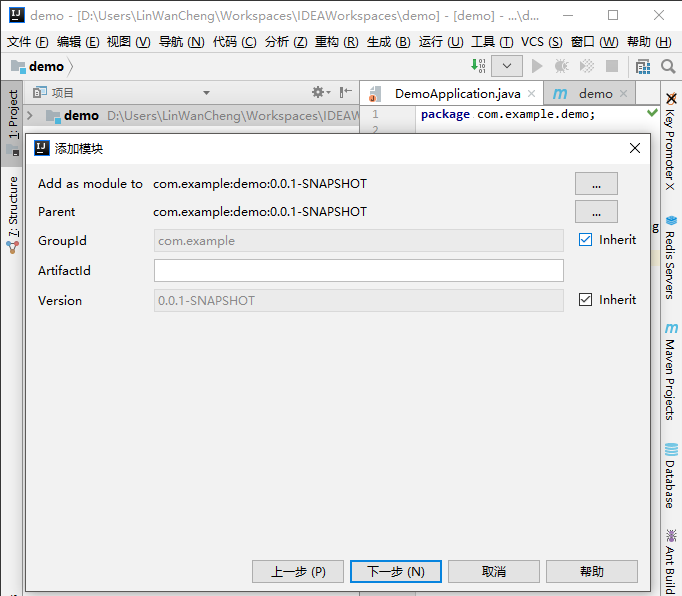 demo - [D:\Users\LinWanCheng\Workspaces\IDEAWorkspaces\demo] - [demo] - ...\d...
文件 (F) 编辑 (E) 视图 (V) 导航 (N) 代码 (C) 分析 (Z) 重构 (R) 生成 (B) 运行 (U) 工具 (T) VCS (S) 窗口 (W) 帮助 (H)
demo
1: Project
7: Structure
项目
demo D:\Users\LinWanCheng\Workspaces\IDEAW
DemoApplication.java
m demo
1 package com.example.demo;
2
添加模块
Add as module to com.example:demo:0.0.1-SNAPSHOT ...
Parent com.example:demo:0.0.1-SNAPSHOT ...
GroupId com.example Inherit
ArtifactId
Version 0.0.1-SNAPSHOT Inherit
上一步 (P) 下一步 (N) 取消 帮助
Key Promoter X
Redis Servers
m Maven Projects
Database
Ant Build